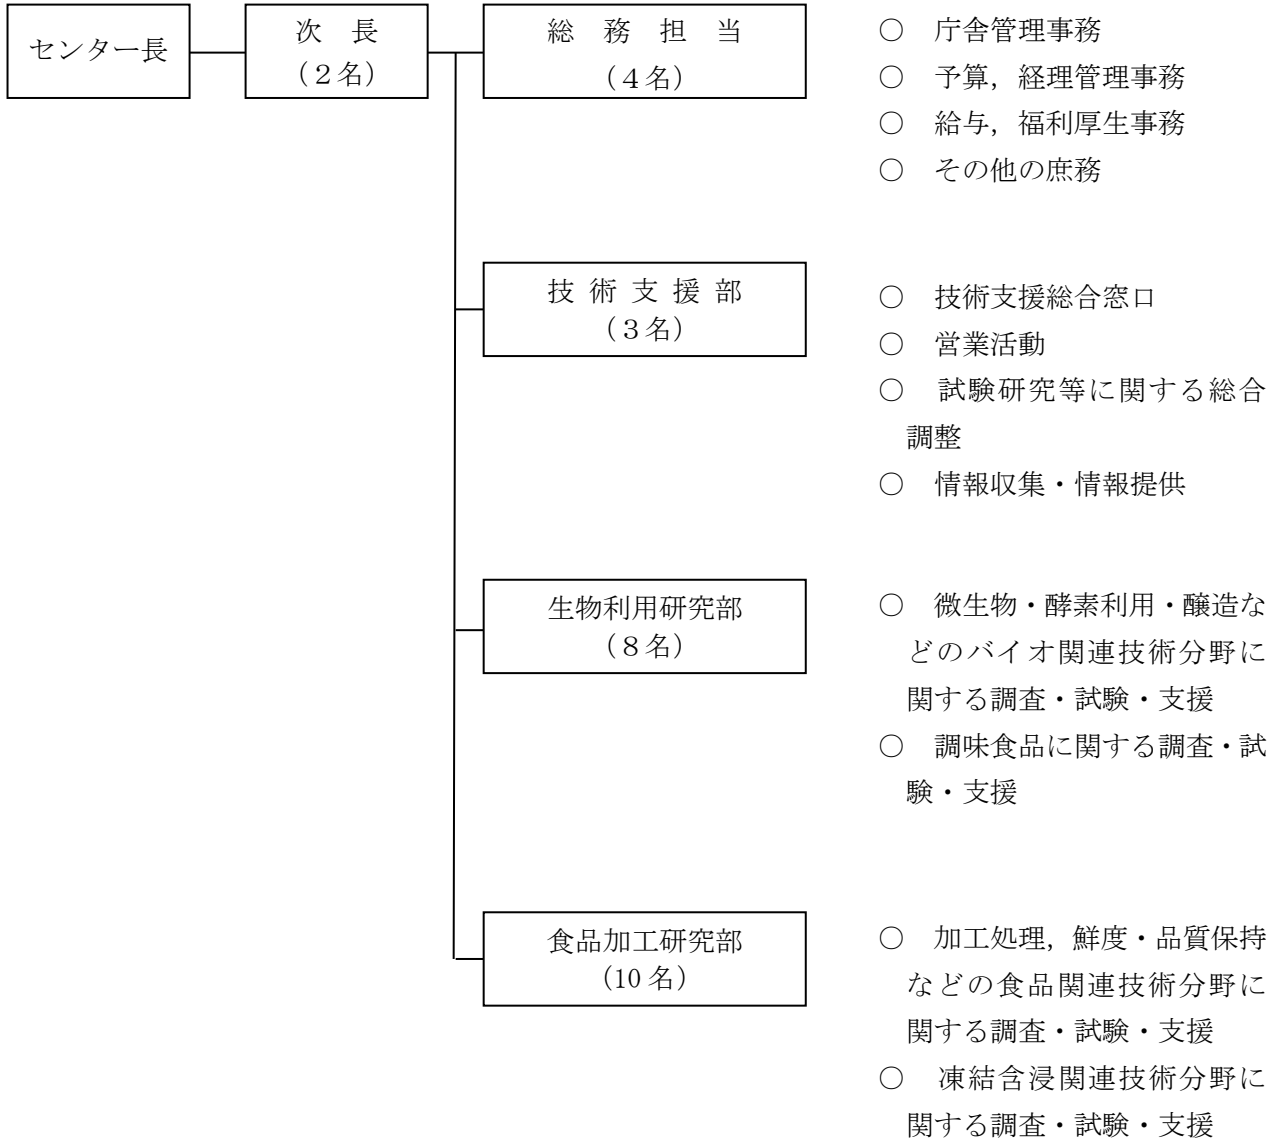 センター長
次　長
（２名）
総　務　担　当
（４名）
○　庁舎管理事務
○　予算，経理管理事務
○　給与，福利厚生事務
○　その他の庶務
技 術 支 援 部
（３名）
○　技術支援総合窓口
○　営業活動
○　試験研究等に関する総合
調整
○　情報収集・情報提供
生物利用研究部
（８名）
○　微生物・酵素利用・醸造な
どのバイオ関連技術分野に
関する調査・試験・支援
○　調味食品に関する調査・試
験・支援
食品加工研究部
（10 名）
○　加工処理，鮮度・品質保持
などの食品関連技術分野に
関する調査・試験・支援
○　凍結含浸関連技術分野に
関する調査・試験・支援